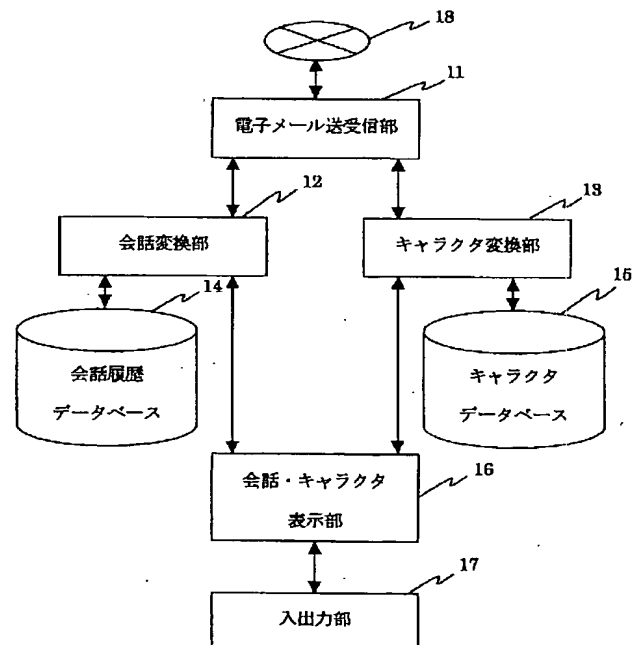 18
11
電子メール送受信部
12
会話変換部
13
キャラクタ変換部
14
会話履歴
データベース
15
キャラクタ
データベース
会話・キャラクタ
表示部
16
17
入出力部